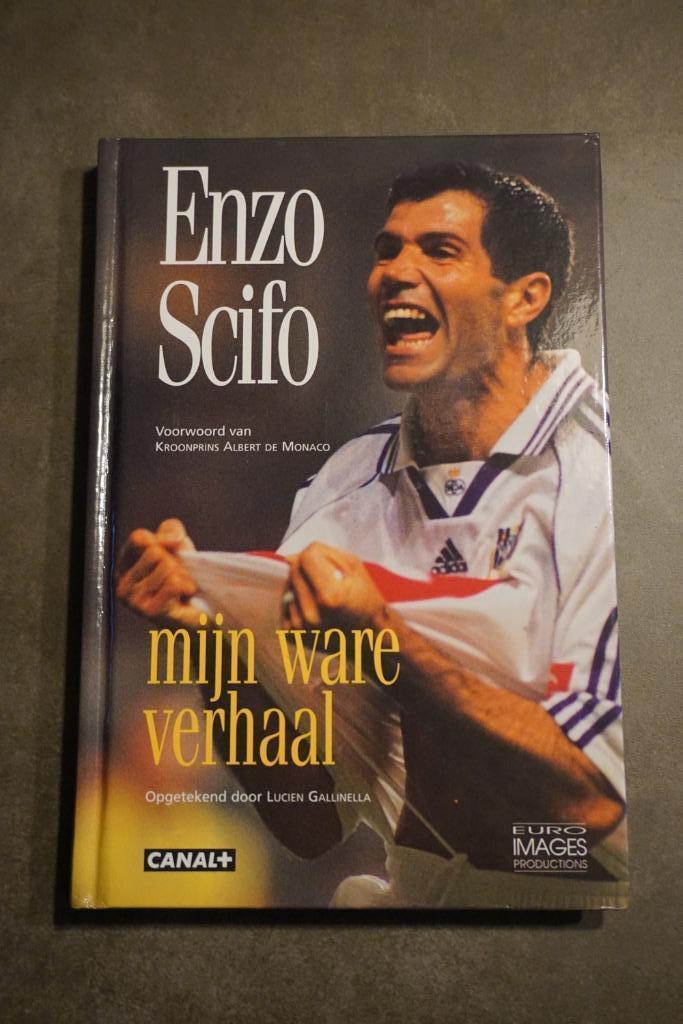 Enzo
Scifo
Voorwoord van
KROONPRINS ALBERT DE MONACO
mijn ware
verhaal
Opgetekend door LUCIEN GALLINELLA
CANAL+
EURO
IMAGES
PRODUCTIONS